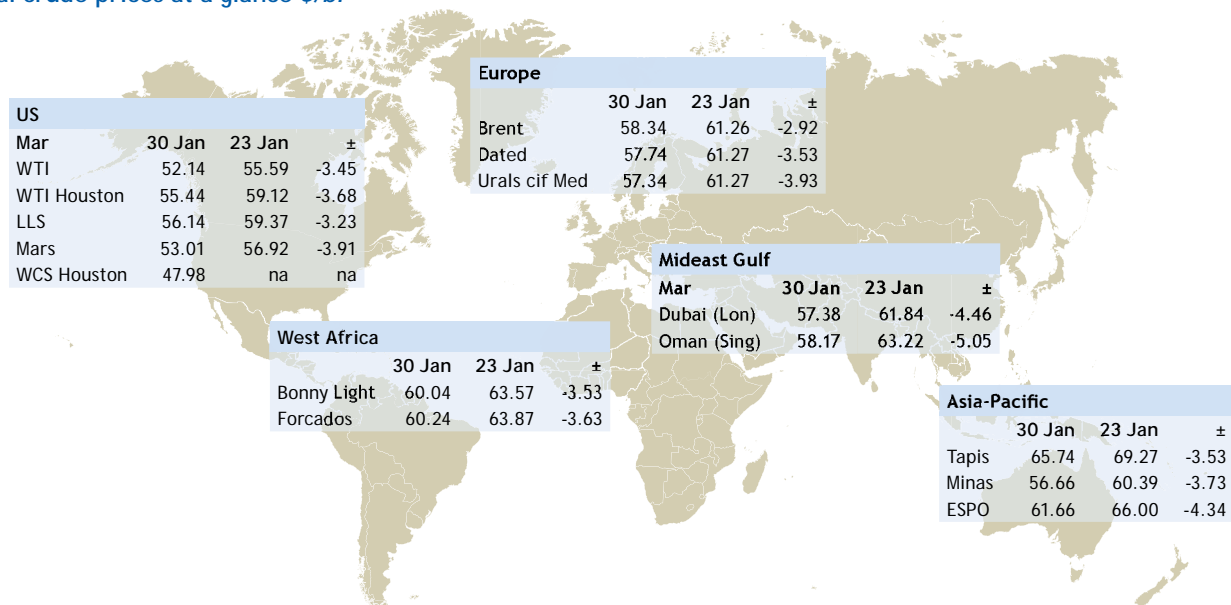 crude prices at a glance $/bl
US
Mar 30 Jan 23 Jan ±
WTI 52.14 55.59 -3.45
WTI Houston 55.44 59.12 -3.68
LLS 56.14 59.37 -3.23
Mars 53.01 56.92 -3.91
WCS Houston 47.98 na na
Europe
30 Jan 23 Jan ±
Brent 58.34 61.26 -2.92
Dated 57.74 61.27 -3.53
Urals cif Med 57.34 61.27 -3.93
Mideast Gulf
Mar 30 Jan 23 Jan ±
Dubai (Lon) 57.38 61.84 -4.46
Oman (Sing) 58.17 63.22 -5.05
West Africa
30 Jan 23 Jan ±
Bonny Light 60.04 63.57 -3.53
Forcados 60.24 63.87 -3.63
Asia-Pacific
30 Jan 23 Jan ±
Tapis 65.74 69.27 -3.53
Minas 56.66 60.39 -3.73
ESPO 61.66 66.00 -4.34